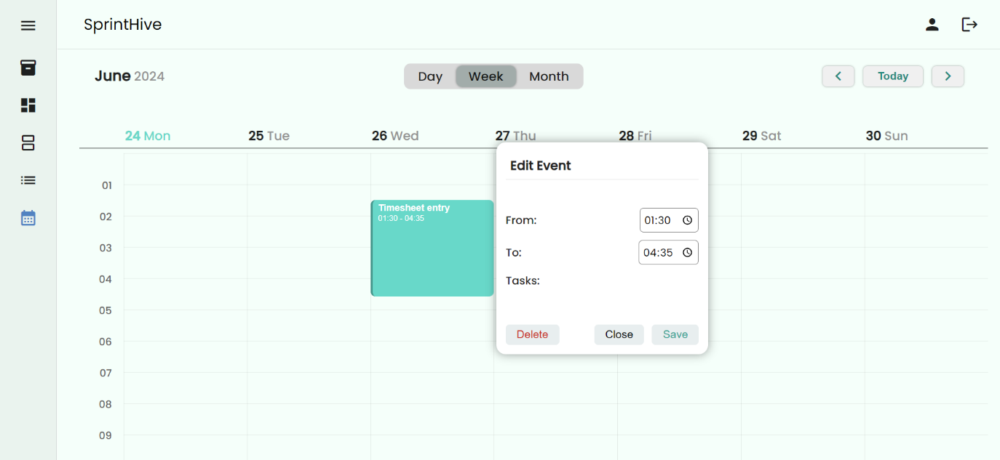 SprintHive
June 2024
Day Week Month
Today
24 Mon 25 Tue 26 Wed 27 Thu 28 Fri 29 Sat 30 Sun
01
02
03
04
05
06
07
08
09
Timesheet entry
01:30 - 04:35
Edit Event
From: 01:30
To: 04:35
Tasks:
Delete Close Save